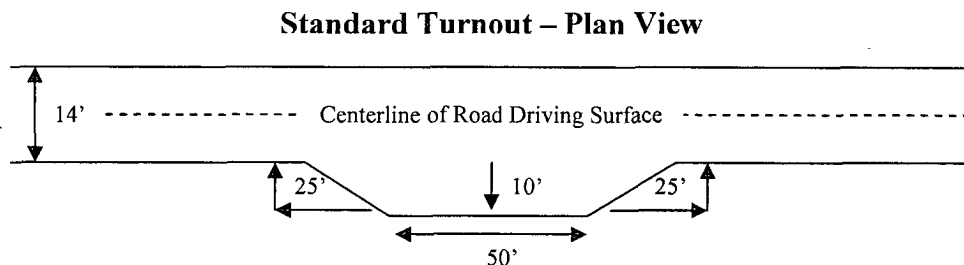 Standard Turnout – Plan View
14'
Centerline of Road Driving Surface
25'
10'
25'
50'